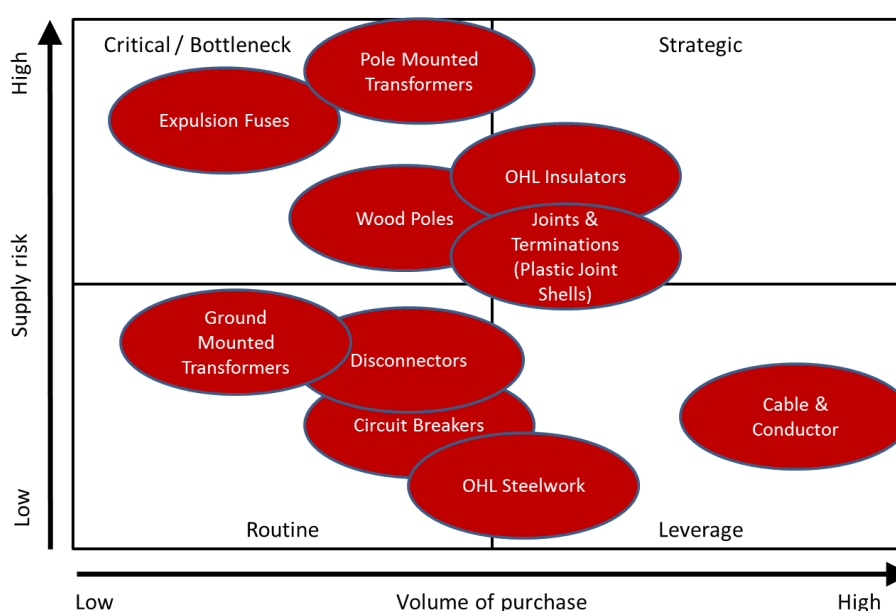 High
Critical / Bottleneck
Strategic
Pole Mounted
Transformers
Expulsion Fuses
OHL Insulators
Wood Poles
Joints &
Terminations
(Plastic Joint
Shells)
Supply risk
Ground
Mounted
Transformers
Disconnectors
Circuit Breakers
Cable &
Conductor
OHL Steelwork
Low
Routine
Leverage
Low
Volume of purchase
High